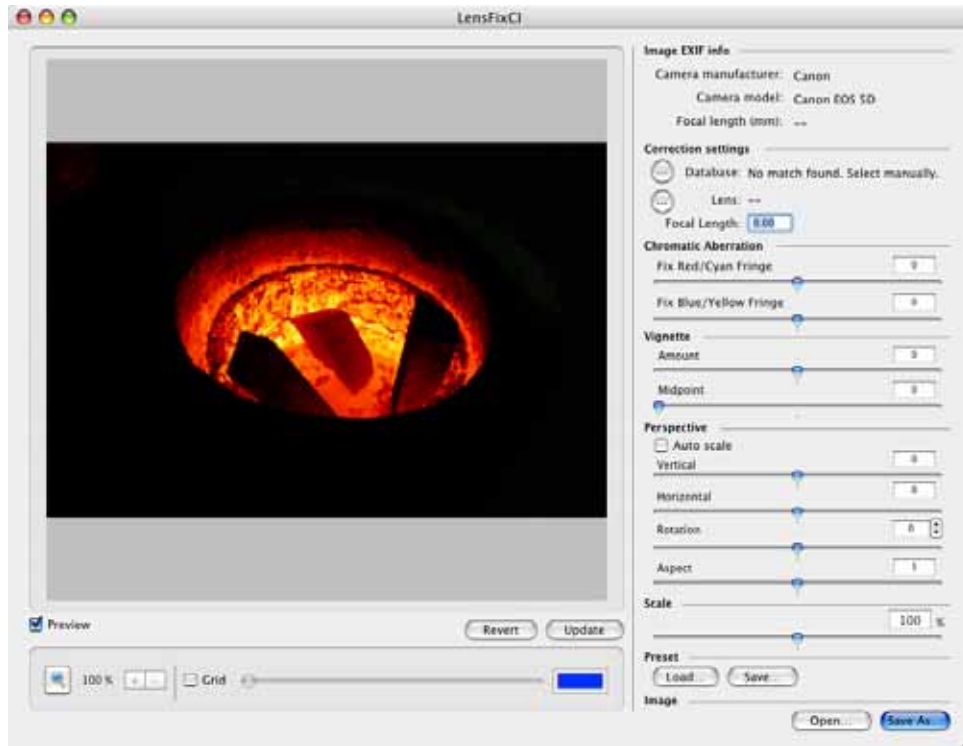 LensFixCI
Image EXIF info
Camera manufacturer: Canon
Camera model: Canon EOS 5D
Focal length (mm): --
Correction settings
Database: No match found. Select manually.
Lens: --
Focal Length: 0.00
Chromatic Aberration
Fix Red/Cyan Fringe 0
Fix Blue/Yellow Fringe 0
Vignette
Amount 0
Midpoint 0
Perspective
Auto scale
Vertical 0
Horizontal 0
Rotation 0
Aspect 1
Scale
100 %
Preview
Revert
Update
100 % + -
Grid
Preset
Load...
Save...
Image
Open...
Save As...